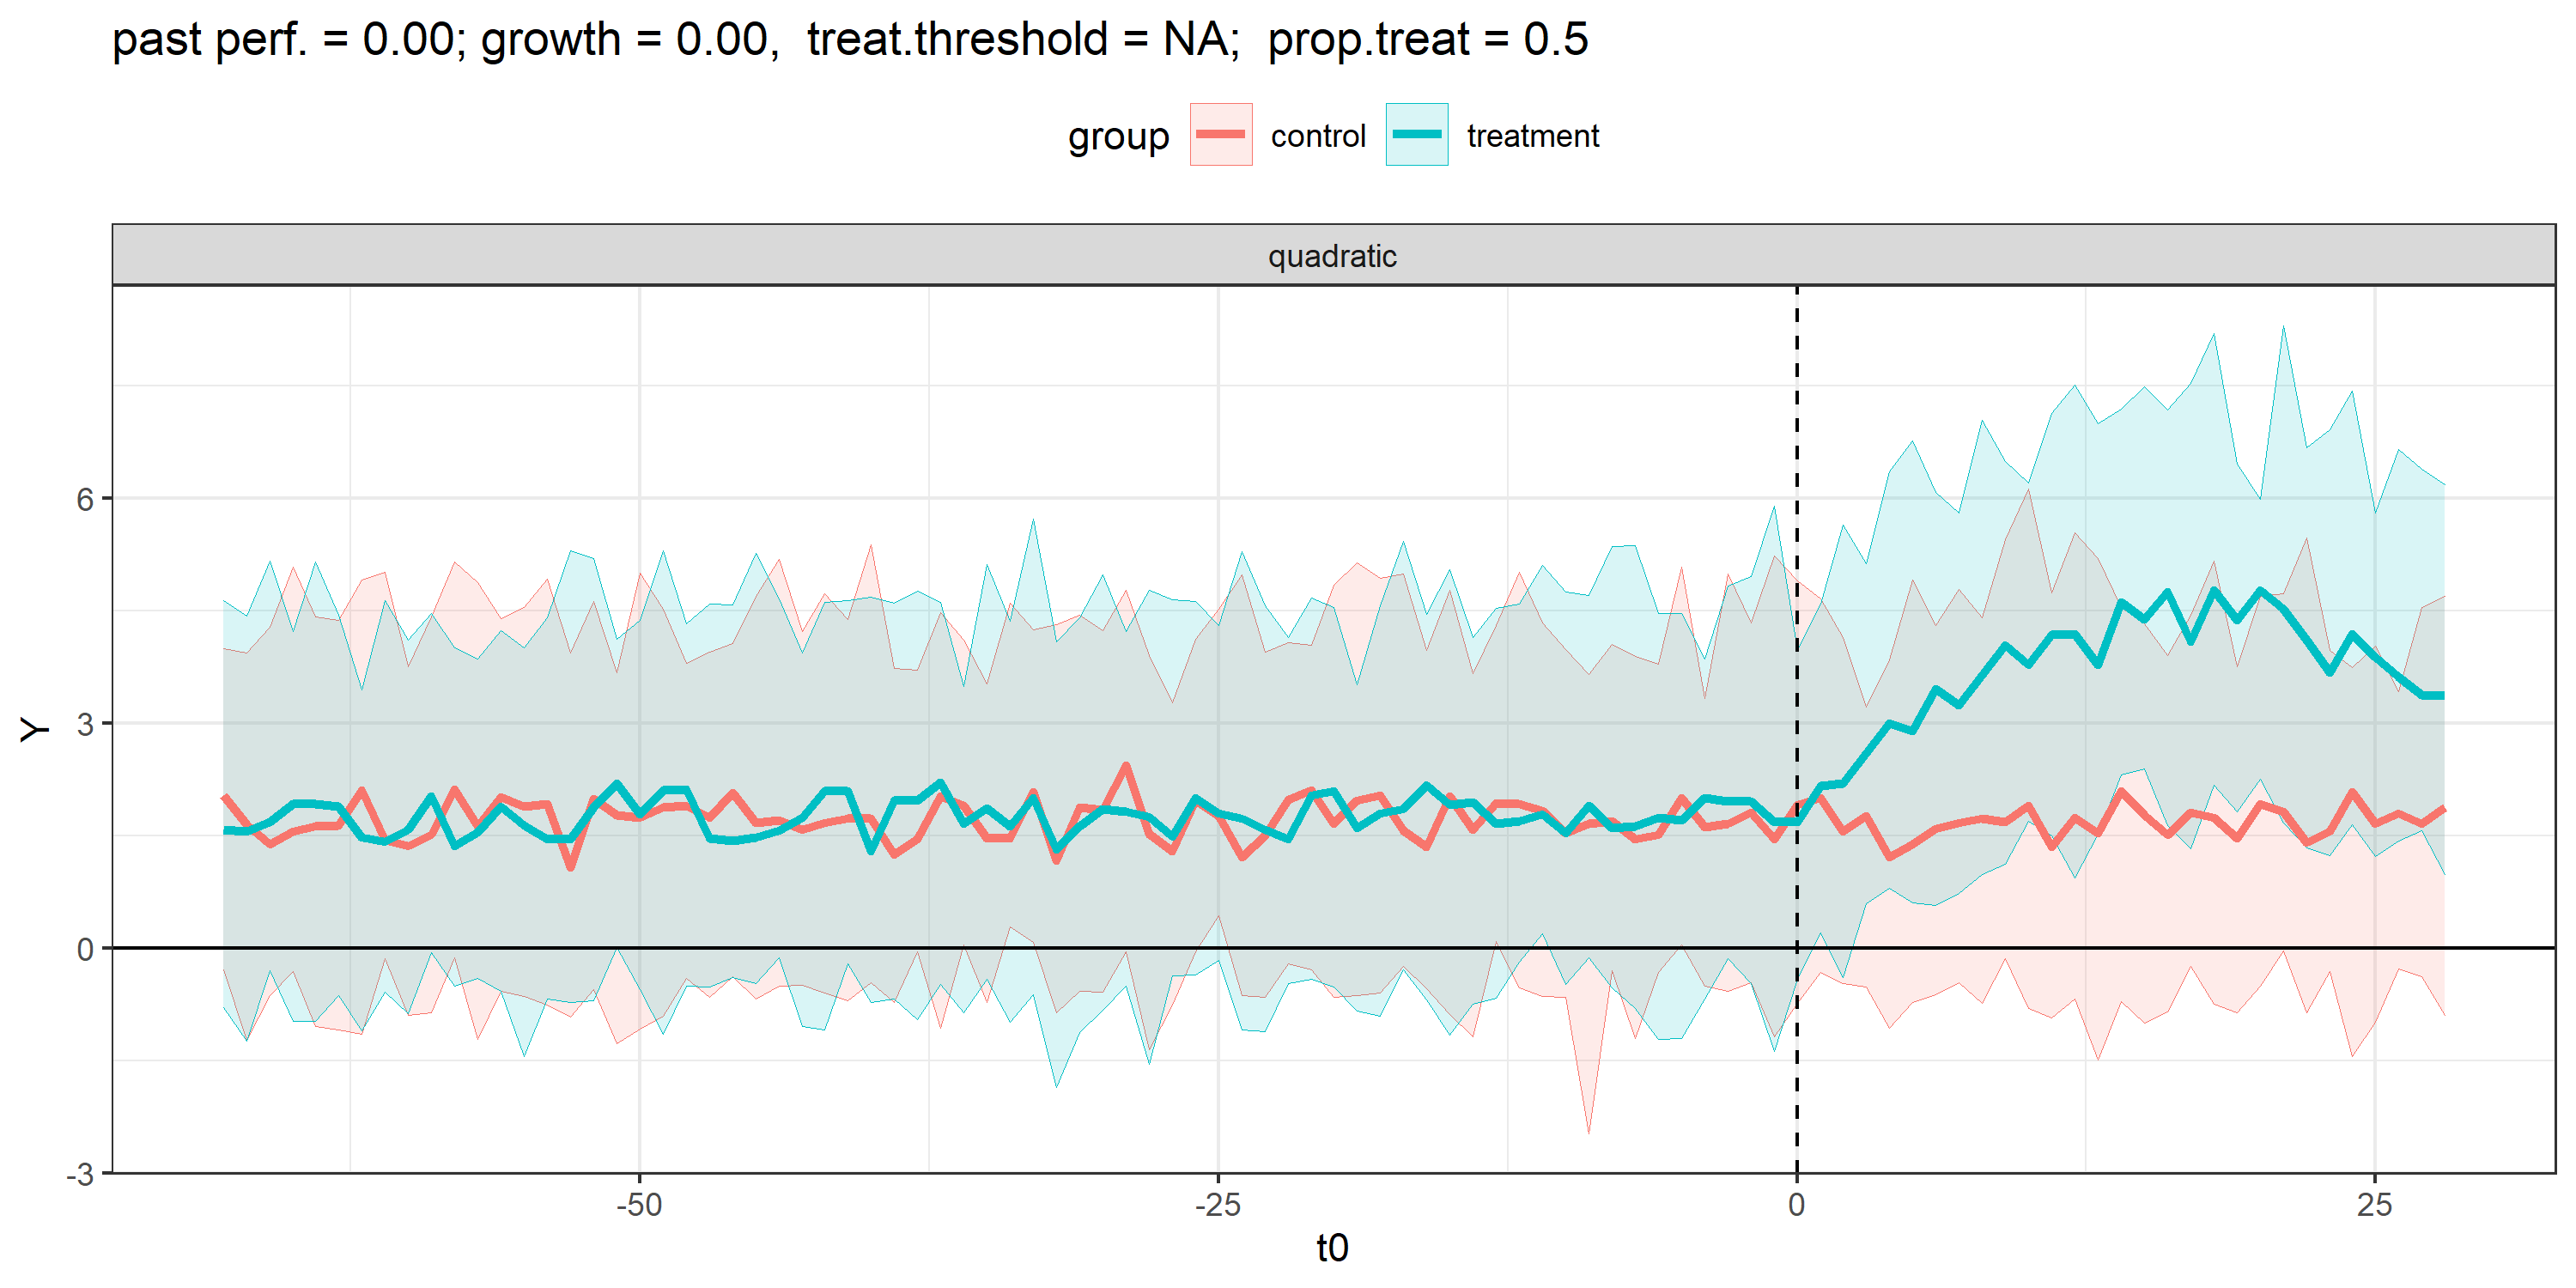 past perf. = 0.00; growth = 0.00,  treat.threshold = NA;  prop.treat = 0.5
group control treatment
quadratic
Y
6
3
0
-3
-50 -25 0 25
t0